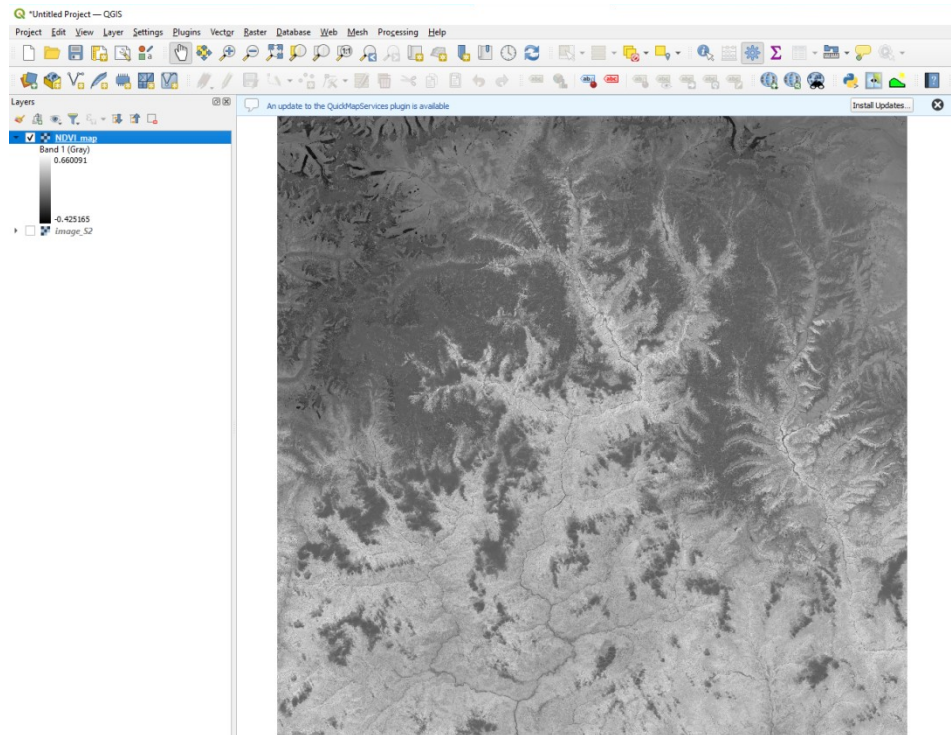 *Untitled Project — QGIS
Project Edit View Layer Settings Plugins Vector Raster Database Web Mesh Processing Help
Layers
An update to the QuickMapServices plugin is available
Install Updates...
NDVI_map
Band 1 (Gray)
0.660091
-0.425165
image_S2